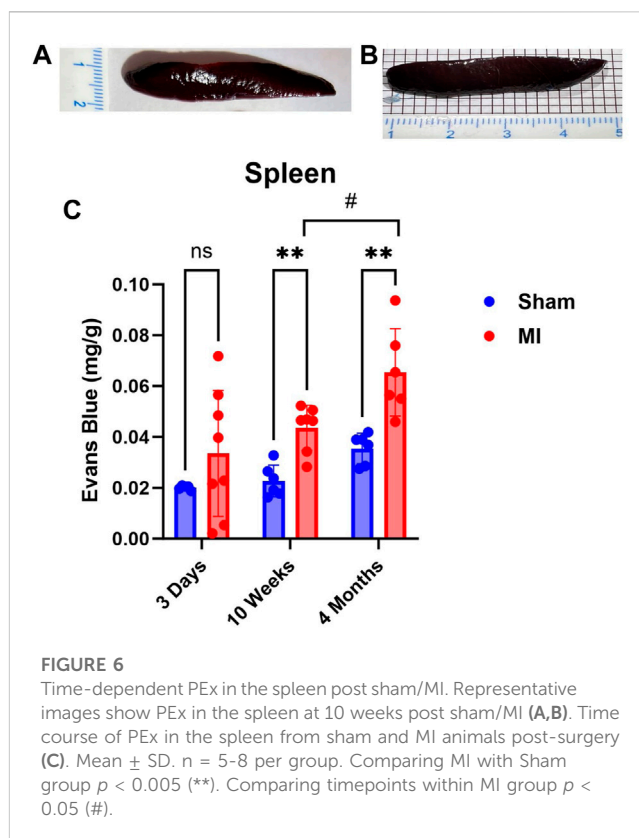 A
B
1
2
1 2 3 4 5
Spleen
C
#
ns
**
**
0.10
0.08
0.06
0.04
0.02
0.00
Evans Blue (mg/g)
3 Days
10 Weeks
4 Months
Sham
MI
FIGURE 6
Time-dependent PEx in the spleen post sham/MI. Representative
images show PEx in the spleen at 10 weeks post sham/MI (A,B). Time
course of PEx in the spleen from sham and MI animals post-surgery
(C). Mean ± SD. n = 5-8 per group. Comparing MI with Sham
group p < 0.005 (**). Comparing timepoints within MI group p <
0.05 (#).